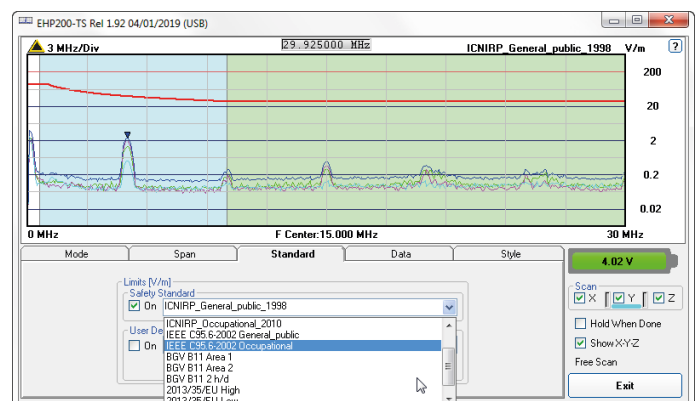 EHP200-TS Rel 1.92 04/01/2019 (USB)
3 MHz/Div
29.925000 MHz
ICNIRP_General_public_1998 V/m
?
200
20
2
0.2
0.02
0 MHz
F Center:15.000 MHz
30 MHz
Mode
Span
Standard
Data
Style
4.02 V
Limits [V/m]
Safety Standard
On
ICNIRP_General_public_1998
ICNIRP_Occupational_2010
IEEE C95.6-2002 General_public
IEEE C95.6-2002 Occupational
BGV B11 Area 1
BGV B11 Area 2
BGV B11 2 h/d
2013/35/EU High
2013/35/EU Low
User De
On
Scan
X
Y
Z
Hold When Done
Show X-Y-Z
Free Scan
Exit